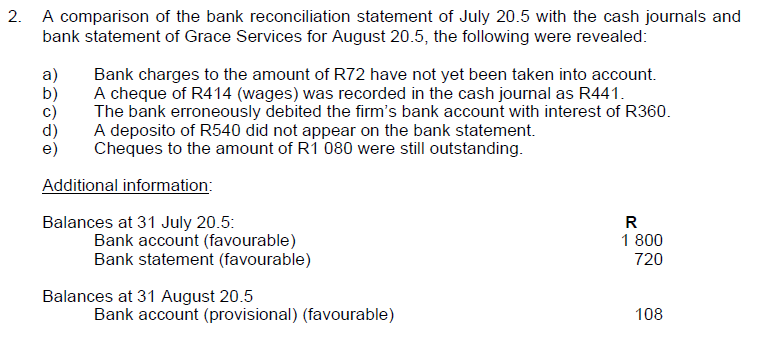 2. A comparison of the bank reconciliation statement of July 20.5 with the cash journals and
bank statement of Grace Services for August 20.5, the following were revealed:
a) Bank charges to the amount of R72 have not yet been taken into account.
b) A cheque of R414 (wages) was recorded in the cash journal as R441.
c) The bank erroneously debited the firm's bank account with interest of R360.
d) A deposito of R540 did not appear on the bank statement.
e) Cheques to the amount of R1 080 were still outstanding.
Additional information:
Balances at 31 July 20.5: R
Bank account (favourable) 1 800
Bank statement (favourable) 720
Balances at 31 August 20.5
Bank account (provisional) (favourable) 108